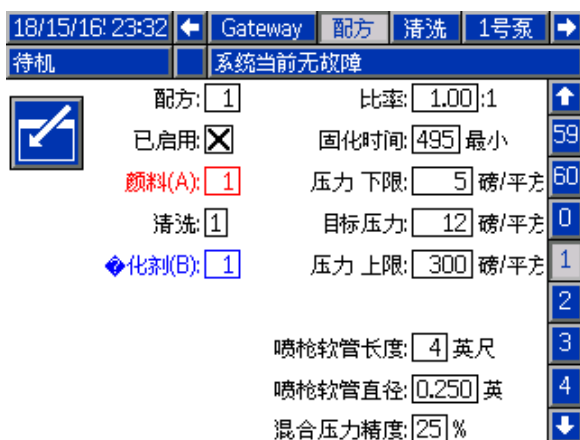 18/15/16! 23:32 Gateway 配方 清洗 1号泵
待机 系统当前无故障
配方: 1 比率: 1.00 :1
已启用: 固化时间: 495 最小 59
颜料(A): 1 压力 下限: 5 磅/平方 60
清洗: 1 目标压力: 12 磅/平方 0
�化剂(B): 1 压力 上限: 300 磅/平方 1
2
喷枪软管长度: 4 英尺 3
喷枪软管直径: 0.250 英 4
混合压力精度: 25 %